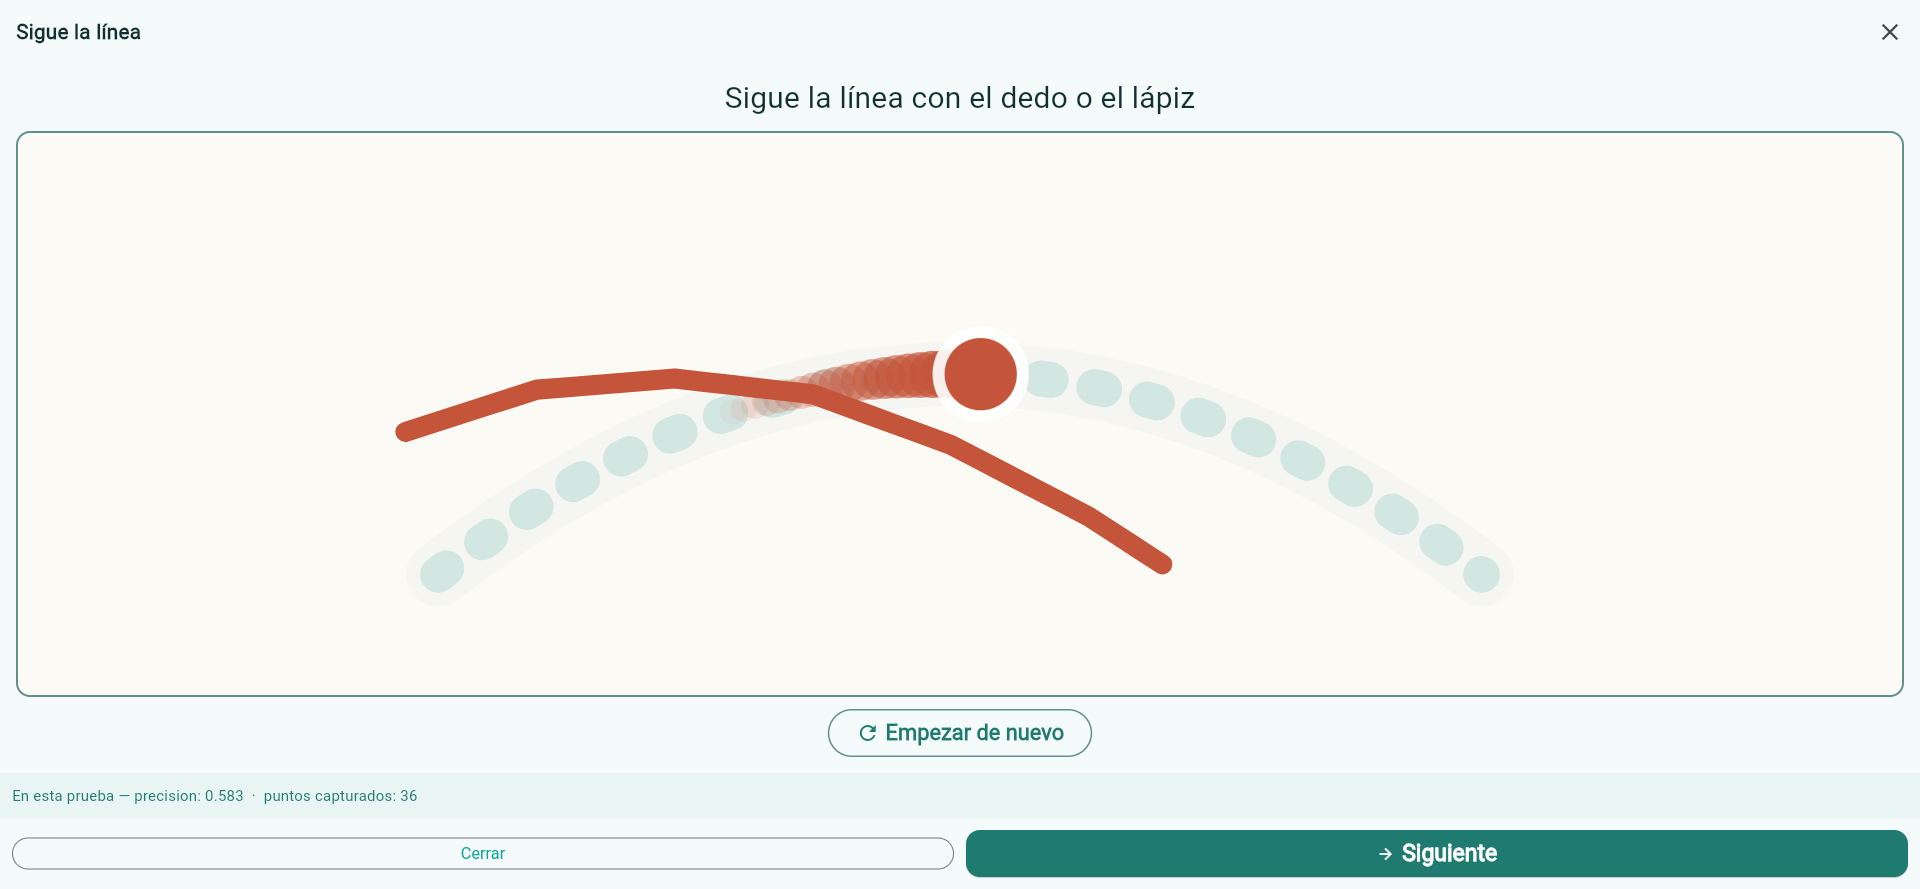 Sigue la línea
Sigue la línea con el dedo o el lápiz
Empezar de nuevo
En esta prueba — precision: 0.583 · puntos capturados: 36
Cerrar
Siguiente